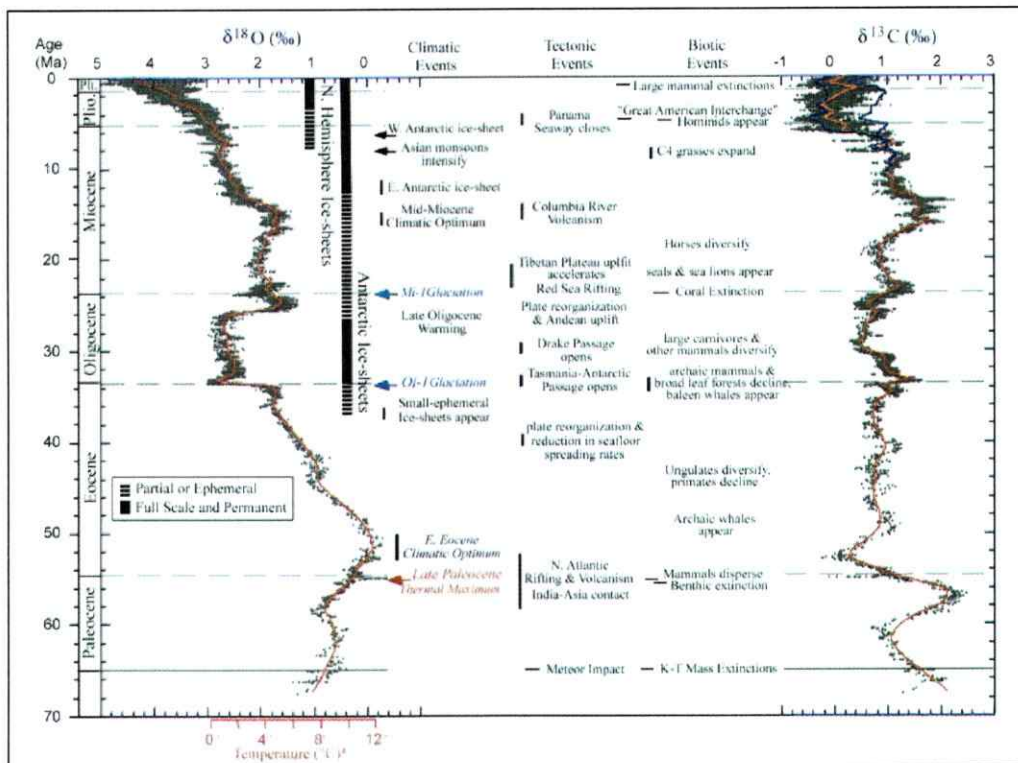 Age
(Ma)
δ18O (‰)
5 4 3 2 1 0
Climatic
Events
Tectonic
Events
Biotic
Events
δ13C (‰)
-1 0 1 2 3
0
10
20
30
40
50
60
70
Plt.
Plio.
Miocene
Oligocene
Eocene
Paleocene
N. Hemisphere Ice-sheets
Antarctic Ice-sheets
W. Antarctic ice-sheet
Asian monsoons
intensify
E. Antarctic ice-sheet
Mid-Miocene
Climatic Optimum
Mi-1Glaciation
Late Oligocene
Warming
Oi-1Glaciation
Small-ephemeral
Ice-sheets appear
E. Eocene
Climatic Optimum
Late Paleocene
Thermal Maximum
Panama
Seaway closes
Columbia River
Volcanism
Tibetan Plateau uplfit
accelerates
Red Sea Rifting
Plate reorganization
& Andean uplift
Drake Passage
opens
Tasmania-Antarctic
Passage opens
plate reorganization &
reduction in seafloor
spreading rates
N. Atlantic
Rifting & Volcanism
India-Asia contact
Meteor Impact
Large mammal extinctions
"Great American Interchange"
Hominids appear
C4 grasses expand
Horses diversify
seals & sea lions appear
Coral Extinction
large carnivores &
other mammals diversify
archaic mammals &
broad leaf forests decline,
baleen whales appear
Ungulates diversify,
primates decline
Archaic whales
appear
Mammals disperse
Benthic extinction
K-T Mass Extinctions
Partial or Ephemeral
Full Scale and Permanent
0 4 8 12
Temperature (°C)*